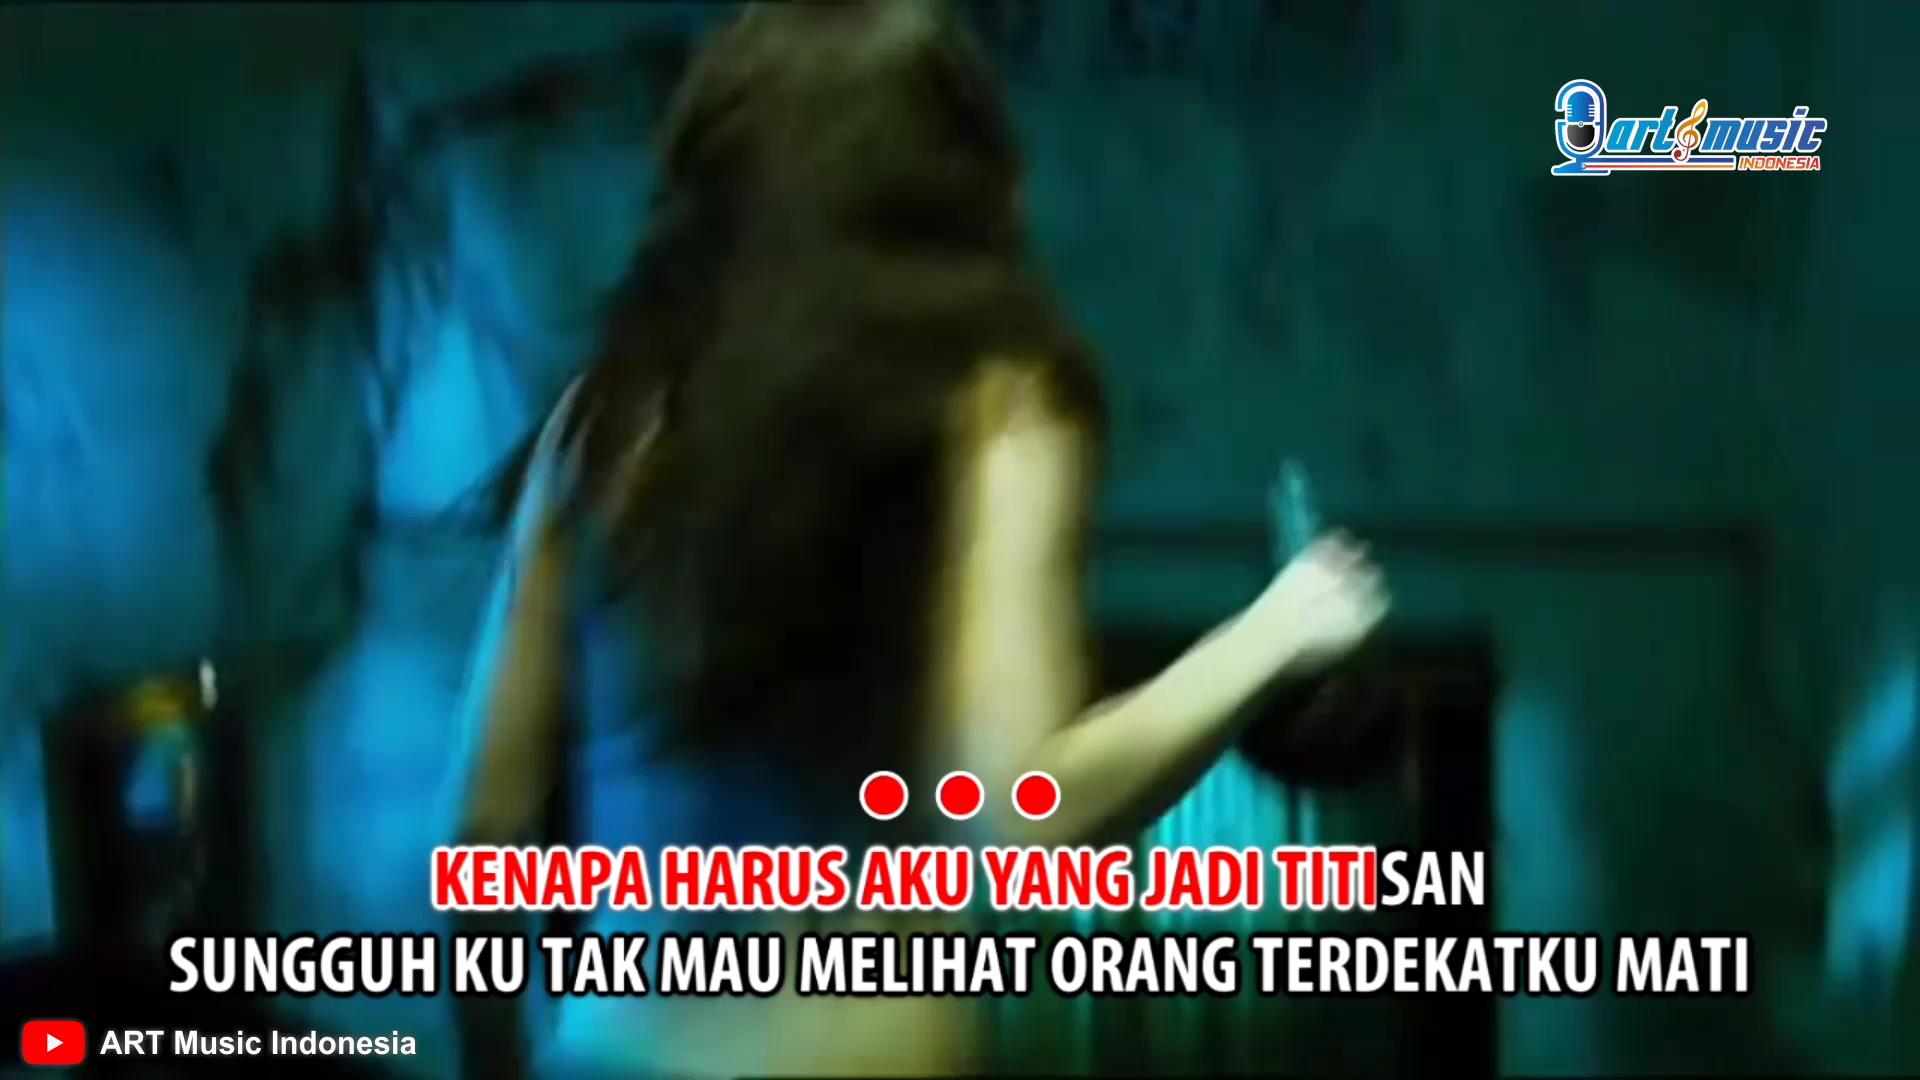 art music
INDONESIA
KENAPA HARUS AKU YANG JADI TITISAN
SUNGGUH KU TAK MAU MELIHAT ORANG TERDEKATKU MATI
ART Music Indonesia